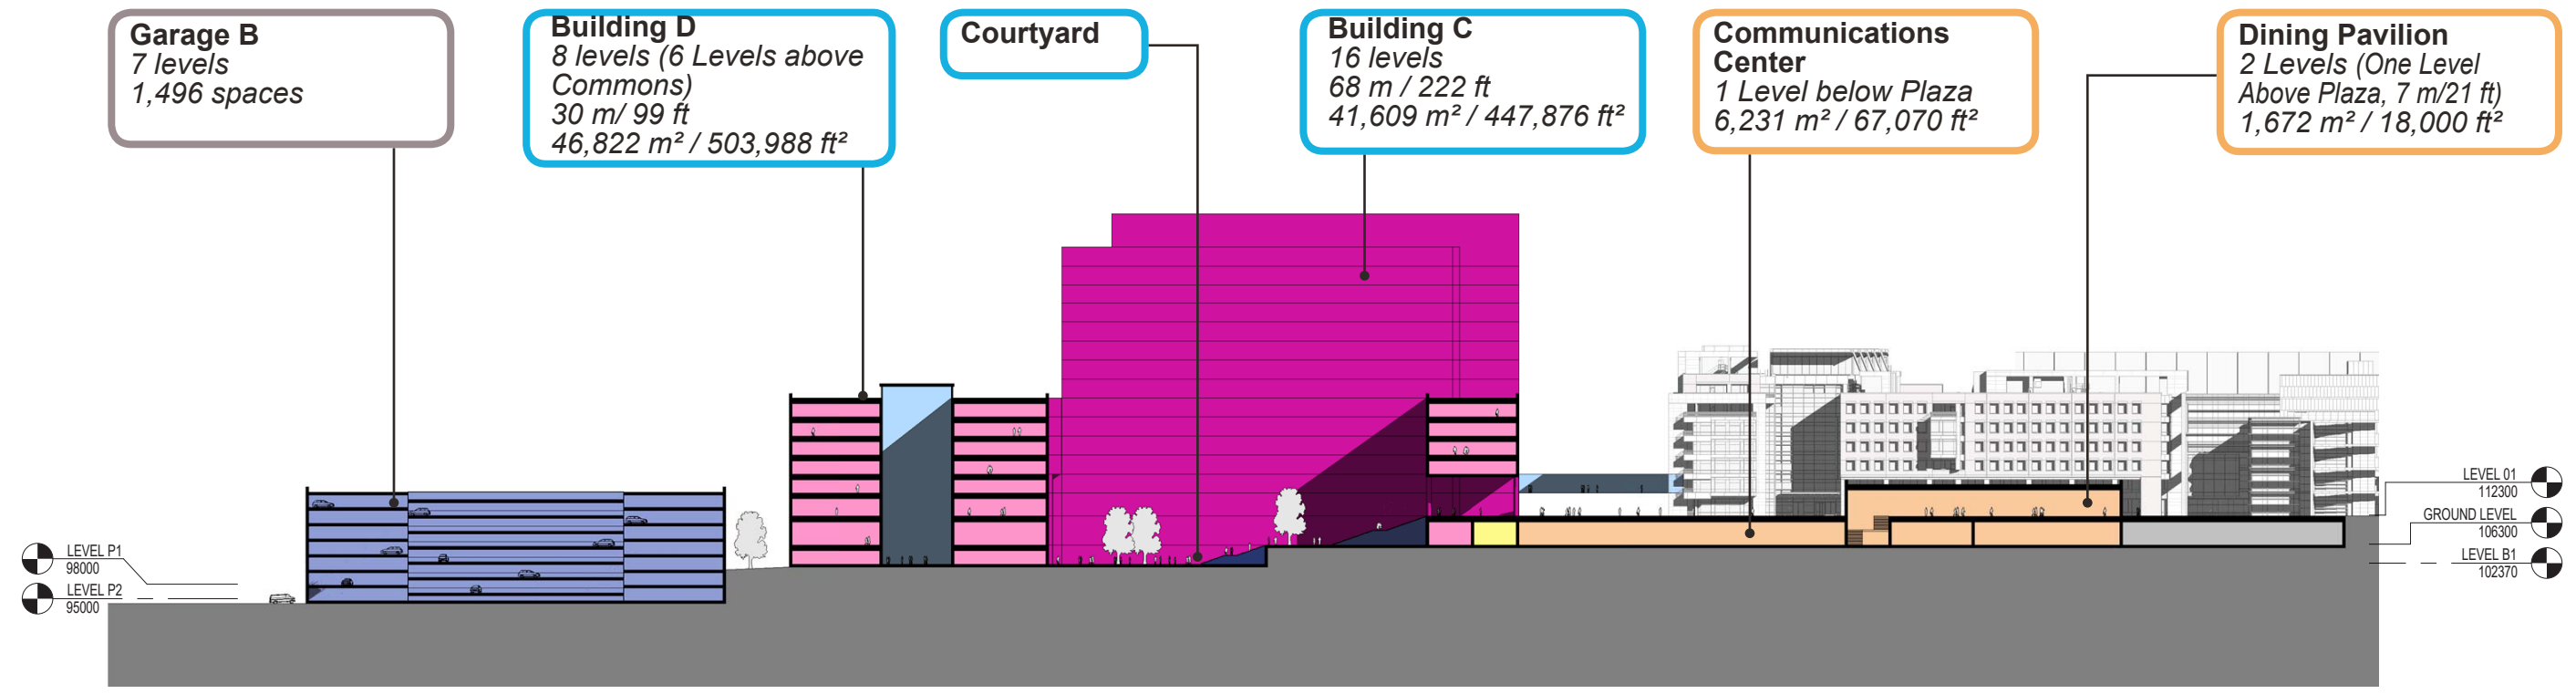 Garage B
7 levels
1,496 spaces
Building D
8 levels (6 Levels above
Commons)
30 m/ 99 ft
46,822 m² / 503,988 ft²
Courtyard
Building C
16 levels
68 m / 222 ft
41,609 m² / 447,876 ft²
Communications
Center
1 Level below Plaza
6,231 m² / 67,070 ft²
Dining Pavilion
2 Levels (One Level
Above Plaza, 7 m/21 ft)
1,672 m² / 18,000 ft²
LEVEL P1
98000
LEVEL P2
95000
LEVEL 01
112300
GROUND LEVEL
106300
LEVEL B1
102370